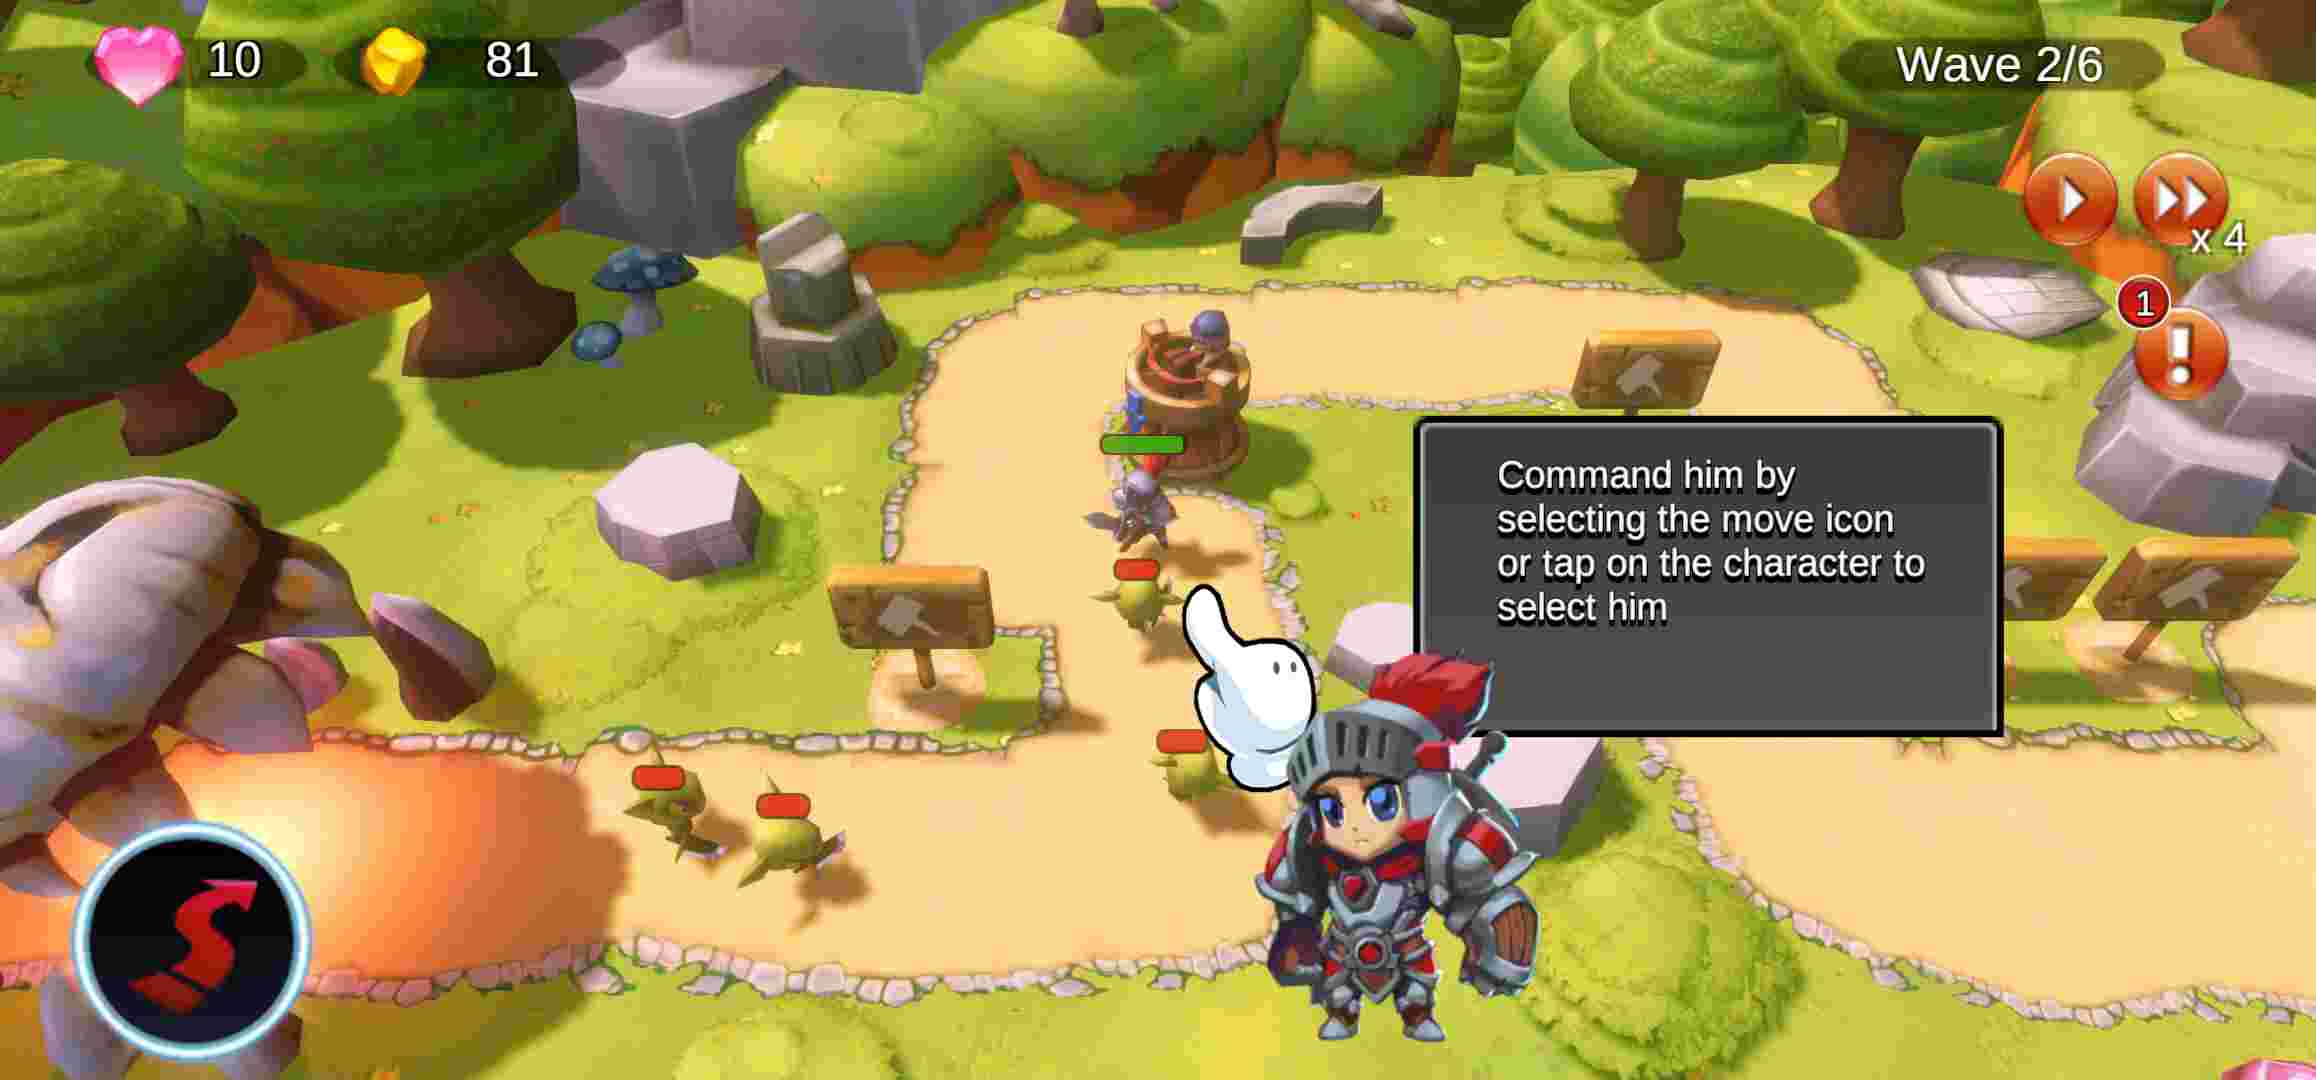 10
81
Wave 2/6
x 4
1
!
Command him by
selecting the move icon
or tap on the character to
select him